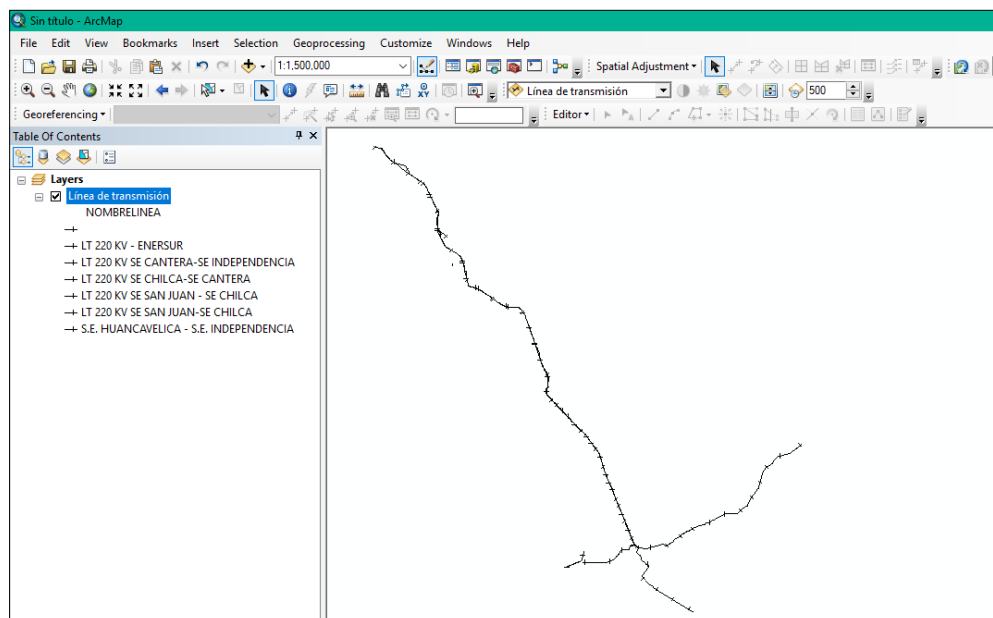 Sin título - ArcMap
File Edit View Bookmarks Insert Selection Geoprocessing Customize Windows Help
1:1,500,000 Spatial Adjustment
Línea de transmisión 500
Georeferencing Editor
Table Of Contents
Layers
Línea de transmisión
NOMBRELINEA
LT 220 KV - ENERSUR
LT 220 KV SE CANTERA-SE INDEPENDENCIA
LT 220 KV SE CHILCA-SE CANTERA
LT 220 KV SE SAN JUAN - SE CHILCA
LT 220 KV SE SAN JUAN-SE CHILCA
S.E. HUANCAVELICA - S.E. INDEPENDENCIA